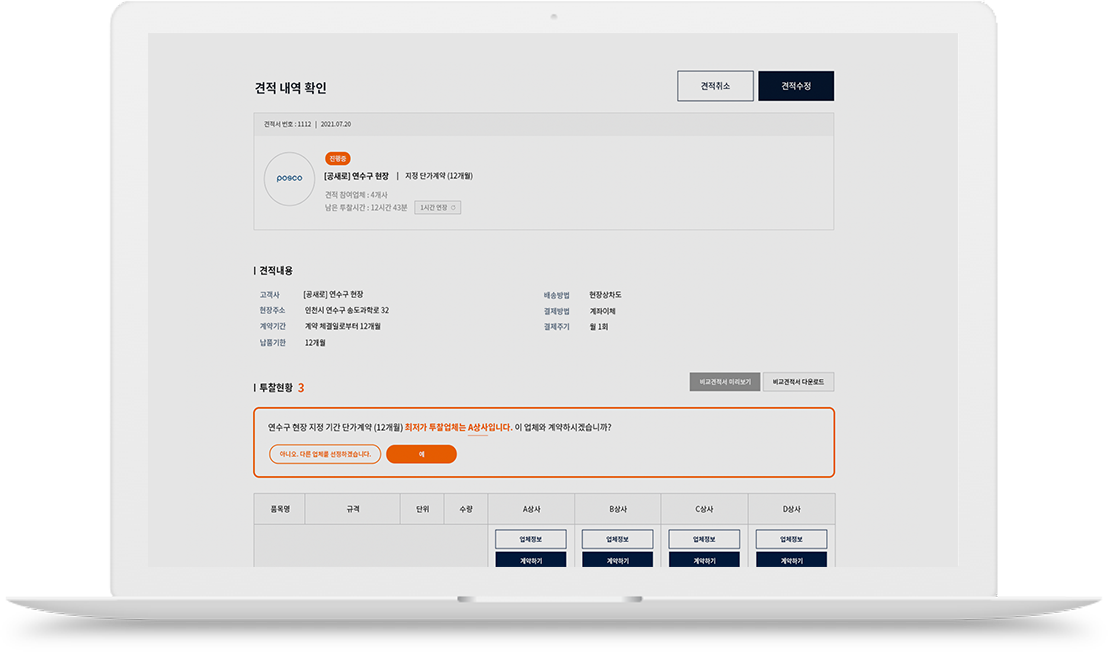 견적 내역 확인
견적취소 견적수정
견적서 번호 : 1112 | 2021.07.20
진행중
posco
[공새로] 연수구 현장 | 지정 단가계약 (12개월)
견적 참여업체 : 4개사
남은 투찰시간 : 12시간 43분 1시간 연장
견적내용
고객사 [공새로] 연수구 현장 배송방법 현장상차도
현장주소 인천시 연수구 송도과학로 32 결제방법 계좌이체
계약기간 계약 체결일로부터 12개월 결제주기 월 1회
납품기한 12개월
투찰현황 3
비교견적서 미리보기 비교견적서 다운로드
연수구 현장 지정 기간 단가계약 (12개월) 최저가 투찰업체는 A상사입니다. 이 업체와 계약하시겠습니까?
아니오. 다른 업체를 선정하겠습니다. 예
품목명 규격 단위 수량 A상사 B상사 C상사 D상사
업체정보 업체정보 업체정보 업체정보
계약하기 계약하기 계약하기 계약하기